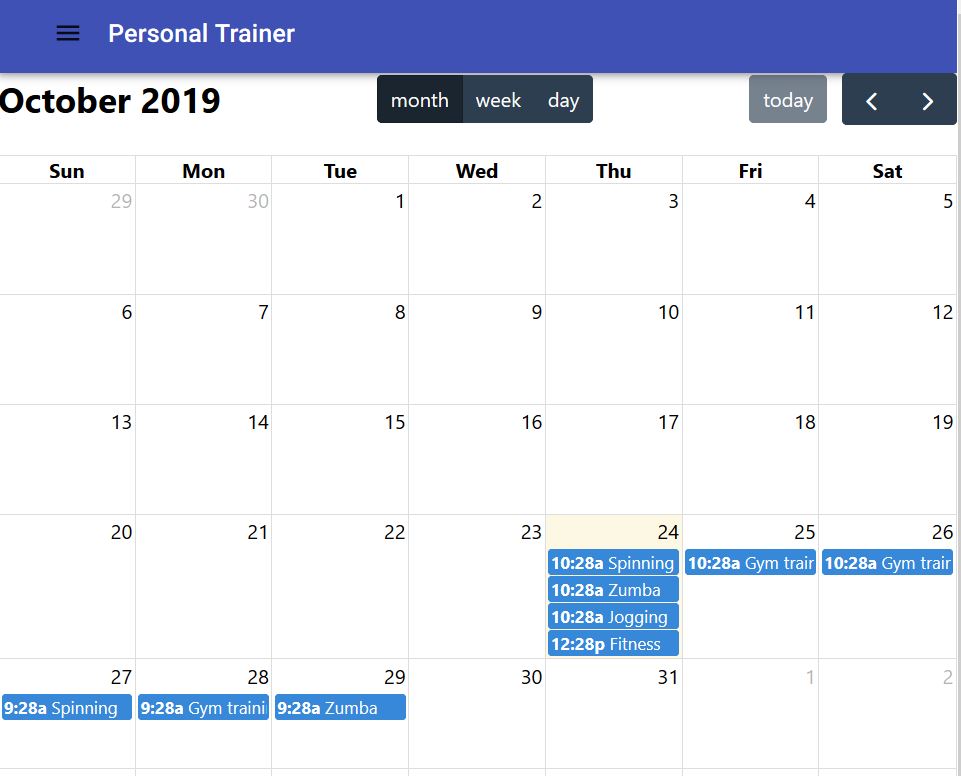 Personal Trainer
October 2019 month week day today
Sun Mon Tue Wed Thu Fri Sat
29 30 1 2 3 4 5
6 7 8 9 10 11 12
13 14 15 16 17 18 19
20 21 22 23 24 25 26
10:28a Spinning 10:28a Gym train 10:28a Gym train
10:28a Zumba
10:28a Jogging
12:28p Fitness
27 28 29 30 31 1 2
9:28a Spinning 9:28a Gym traini 9:28a Zumba